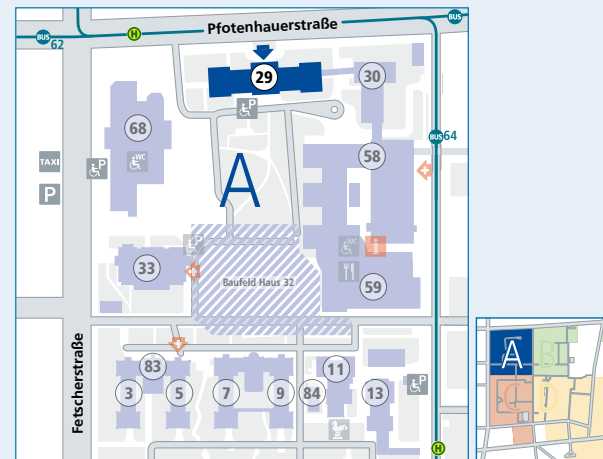 Pfotenhauerstraße
BUS
BUS
62
H
29
30
P
68
WC
58
BUS 64
TAXI
P
P
A
P
WC
i
33
Baufeld Haus 32
59
Fetscherstraße
83
11
3
5
7
9
84
13
P
H
A
B
C
D